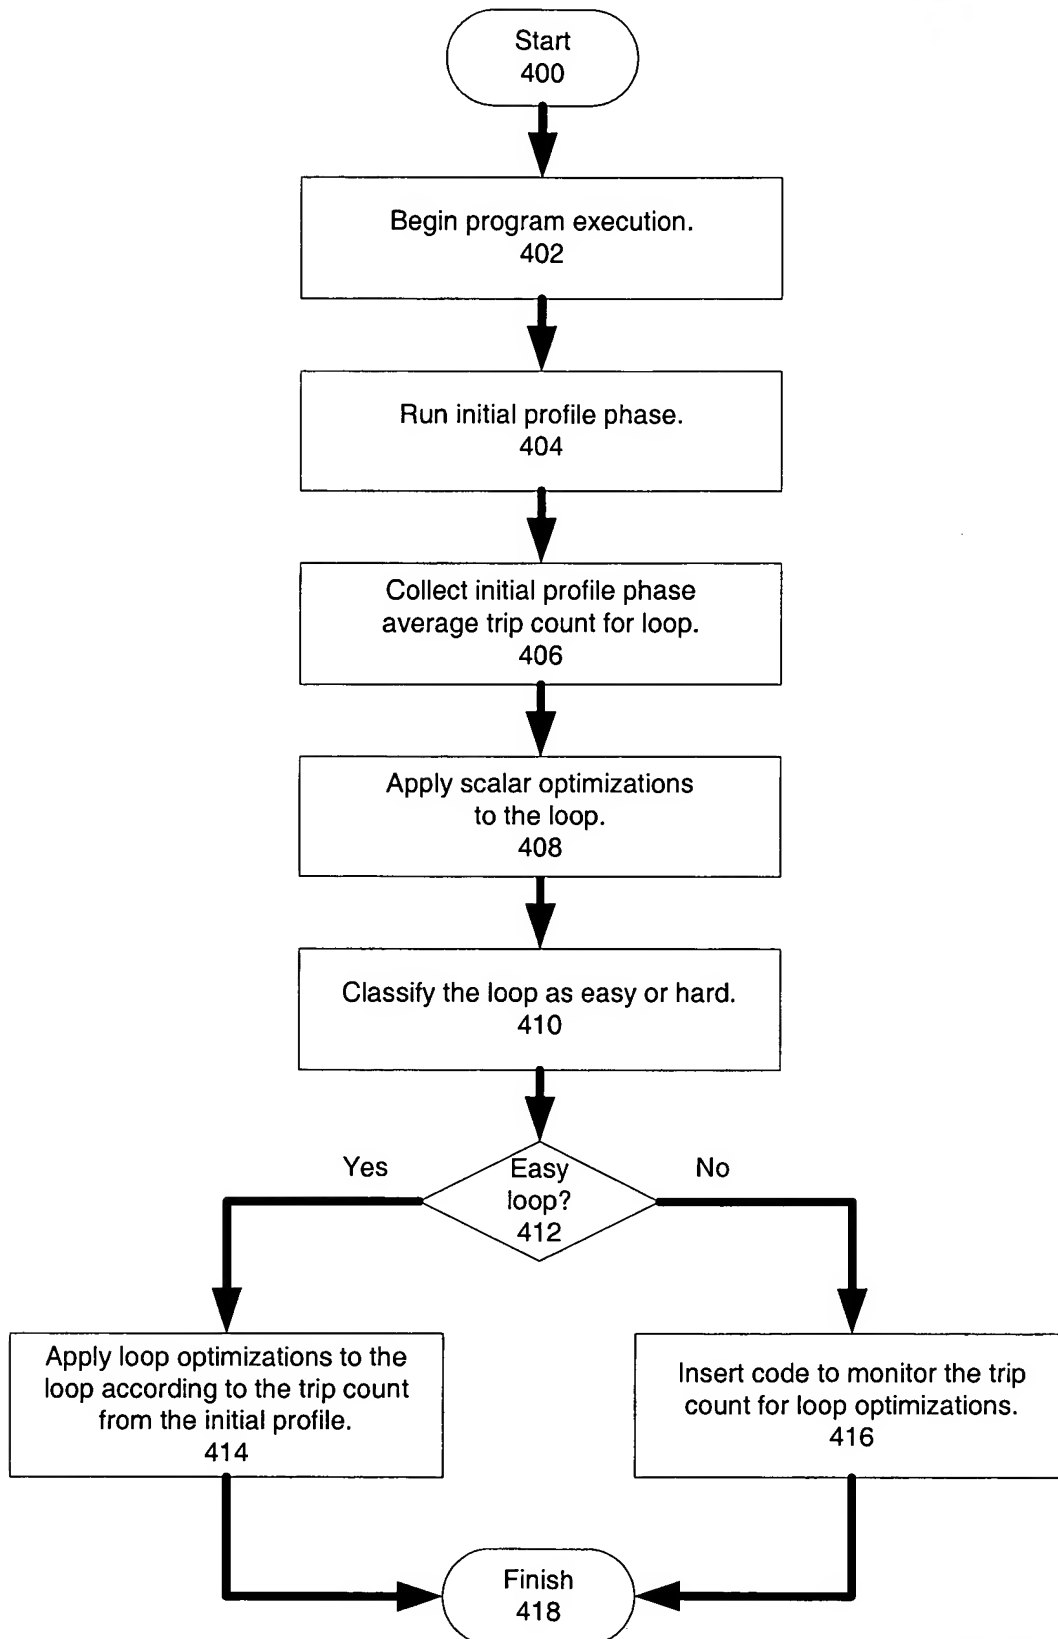 Start
400
Begin program execution.
402
Run initial profile phase.
404
Collect initial profile phase
average trip count for loop.
406
Apply scalar optimizations
to the loop.
408
Classify the loop as easy or hard.
410
Yes
Easy
loop?
412
No
Apply loop optimizations to the
loop according to the trip count
from the initial profile.
414
Insert code to monitor the trip
count for loop optimizations.
416
Finish
418